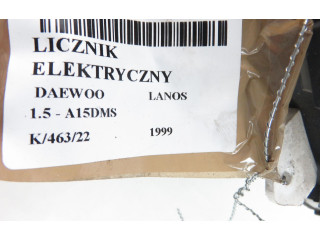 LICZNIK
ELEKTRYCZNY
DAEWOO LANOS
1.5 - A15DMS
K/463/22 1999